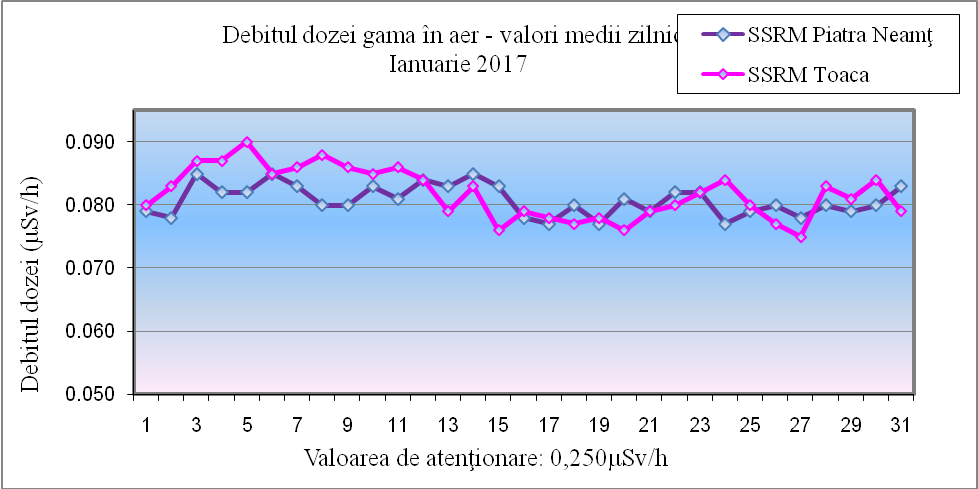 Debitul dozei gama în aer - valori medii
Ianuarie 2017
SSRM Piatra Neamţ
SSRM Toaca
Debitul dozei (µSv/h)
0.090
0.080
0.070
0.060
0.050
1 3 5 7 9 11 13 15 17 19 21 23 25 27 29 31
Valoarea de atenţionare: 0,250µSv/h